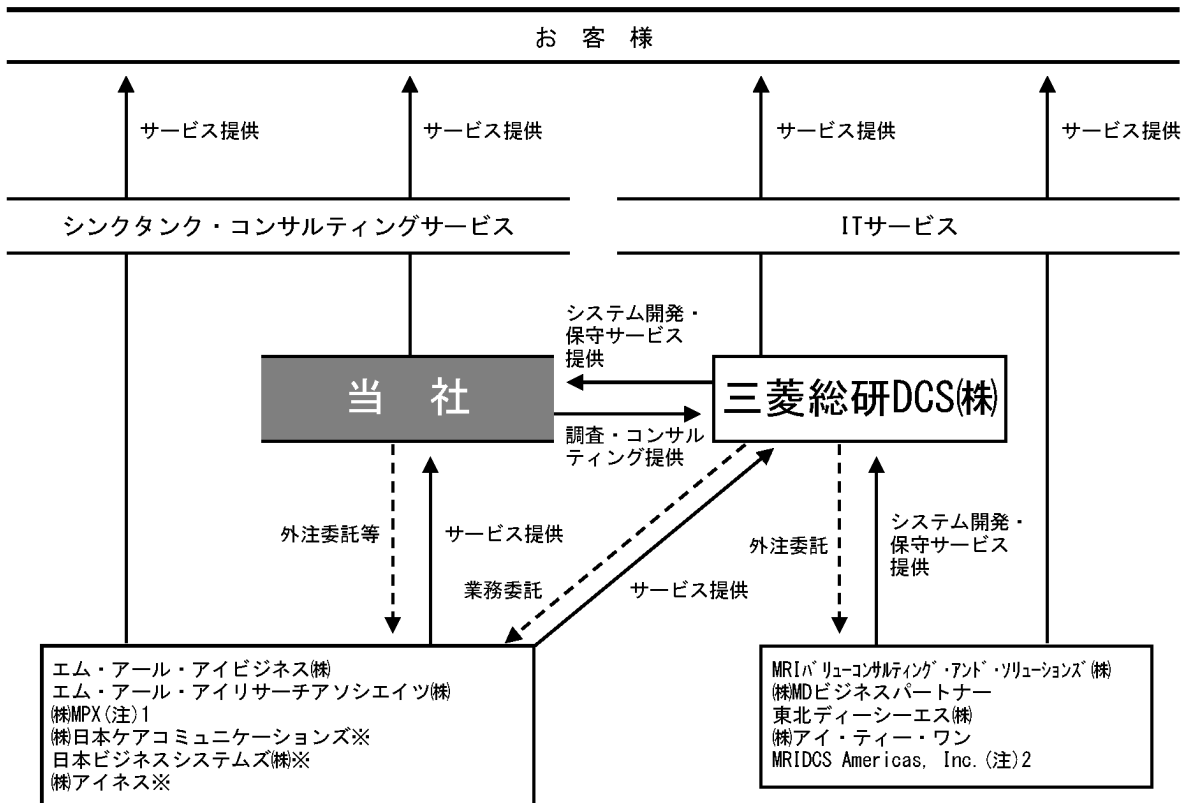 お 客 様
サービス提供
サービス提供
サービス提供
サービス提供
シンクタンク・コンサルティングサービス
ITサービス
システム開発・
保守サービス
提供
当 社
三菱総研DCS㈱
調査・コンサル
ティング提供
外注委託等
サービス提供
業務委託
サービス提供
外注委託
システム開発・
保守サービス
提供
エム・アール・アイビジネス㈱
エム・アール・アイリサーチアソシエイツ㈱
㈱MPX(注)1
㈱日本ケアコミュニケーションズ※
日本ビジネスシステムズ㈱※
㈱アイネス※
MRIバリューコンサルティング・アンド・ソリューションズ㈱
㈱MDビジネスパートナー
東北ディーシーエス㈱
㈱アイ・ティー・ワン
MRIDCS Americas, Inc.(注)2